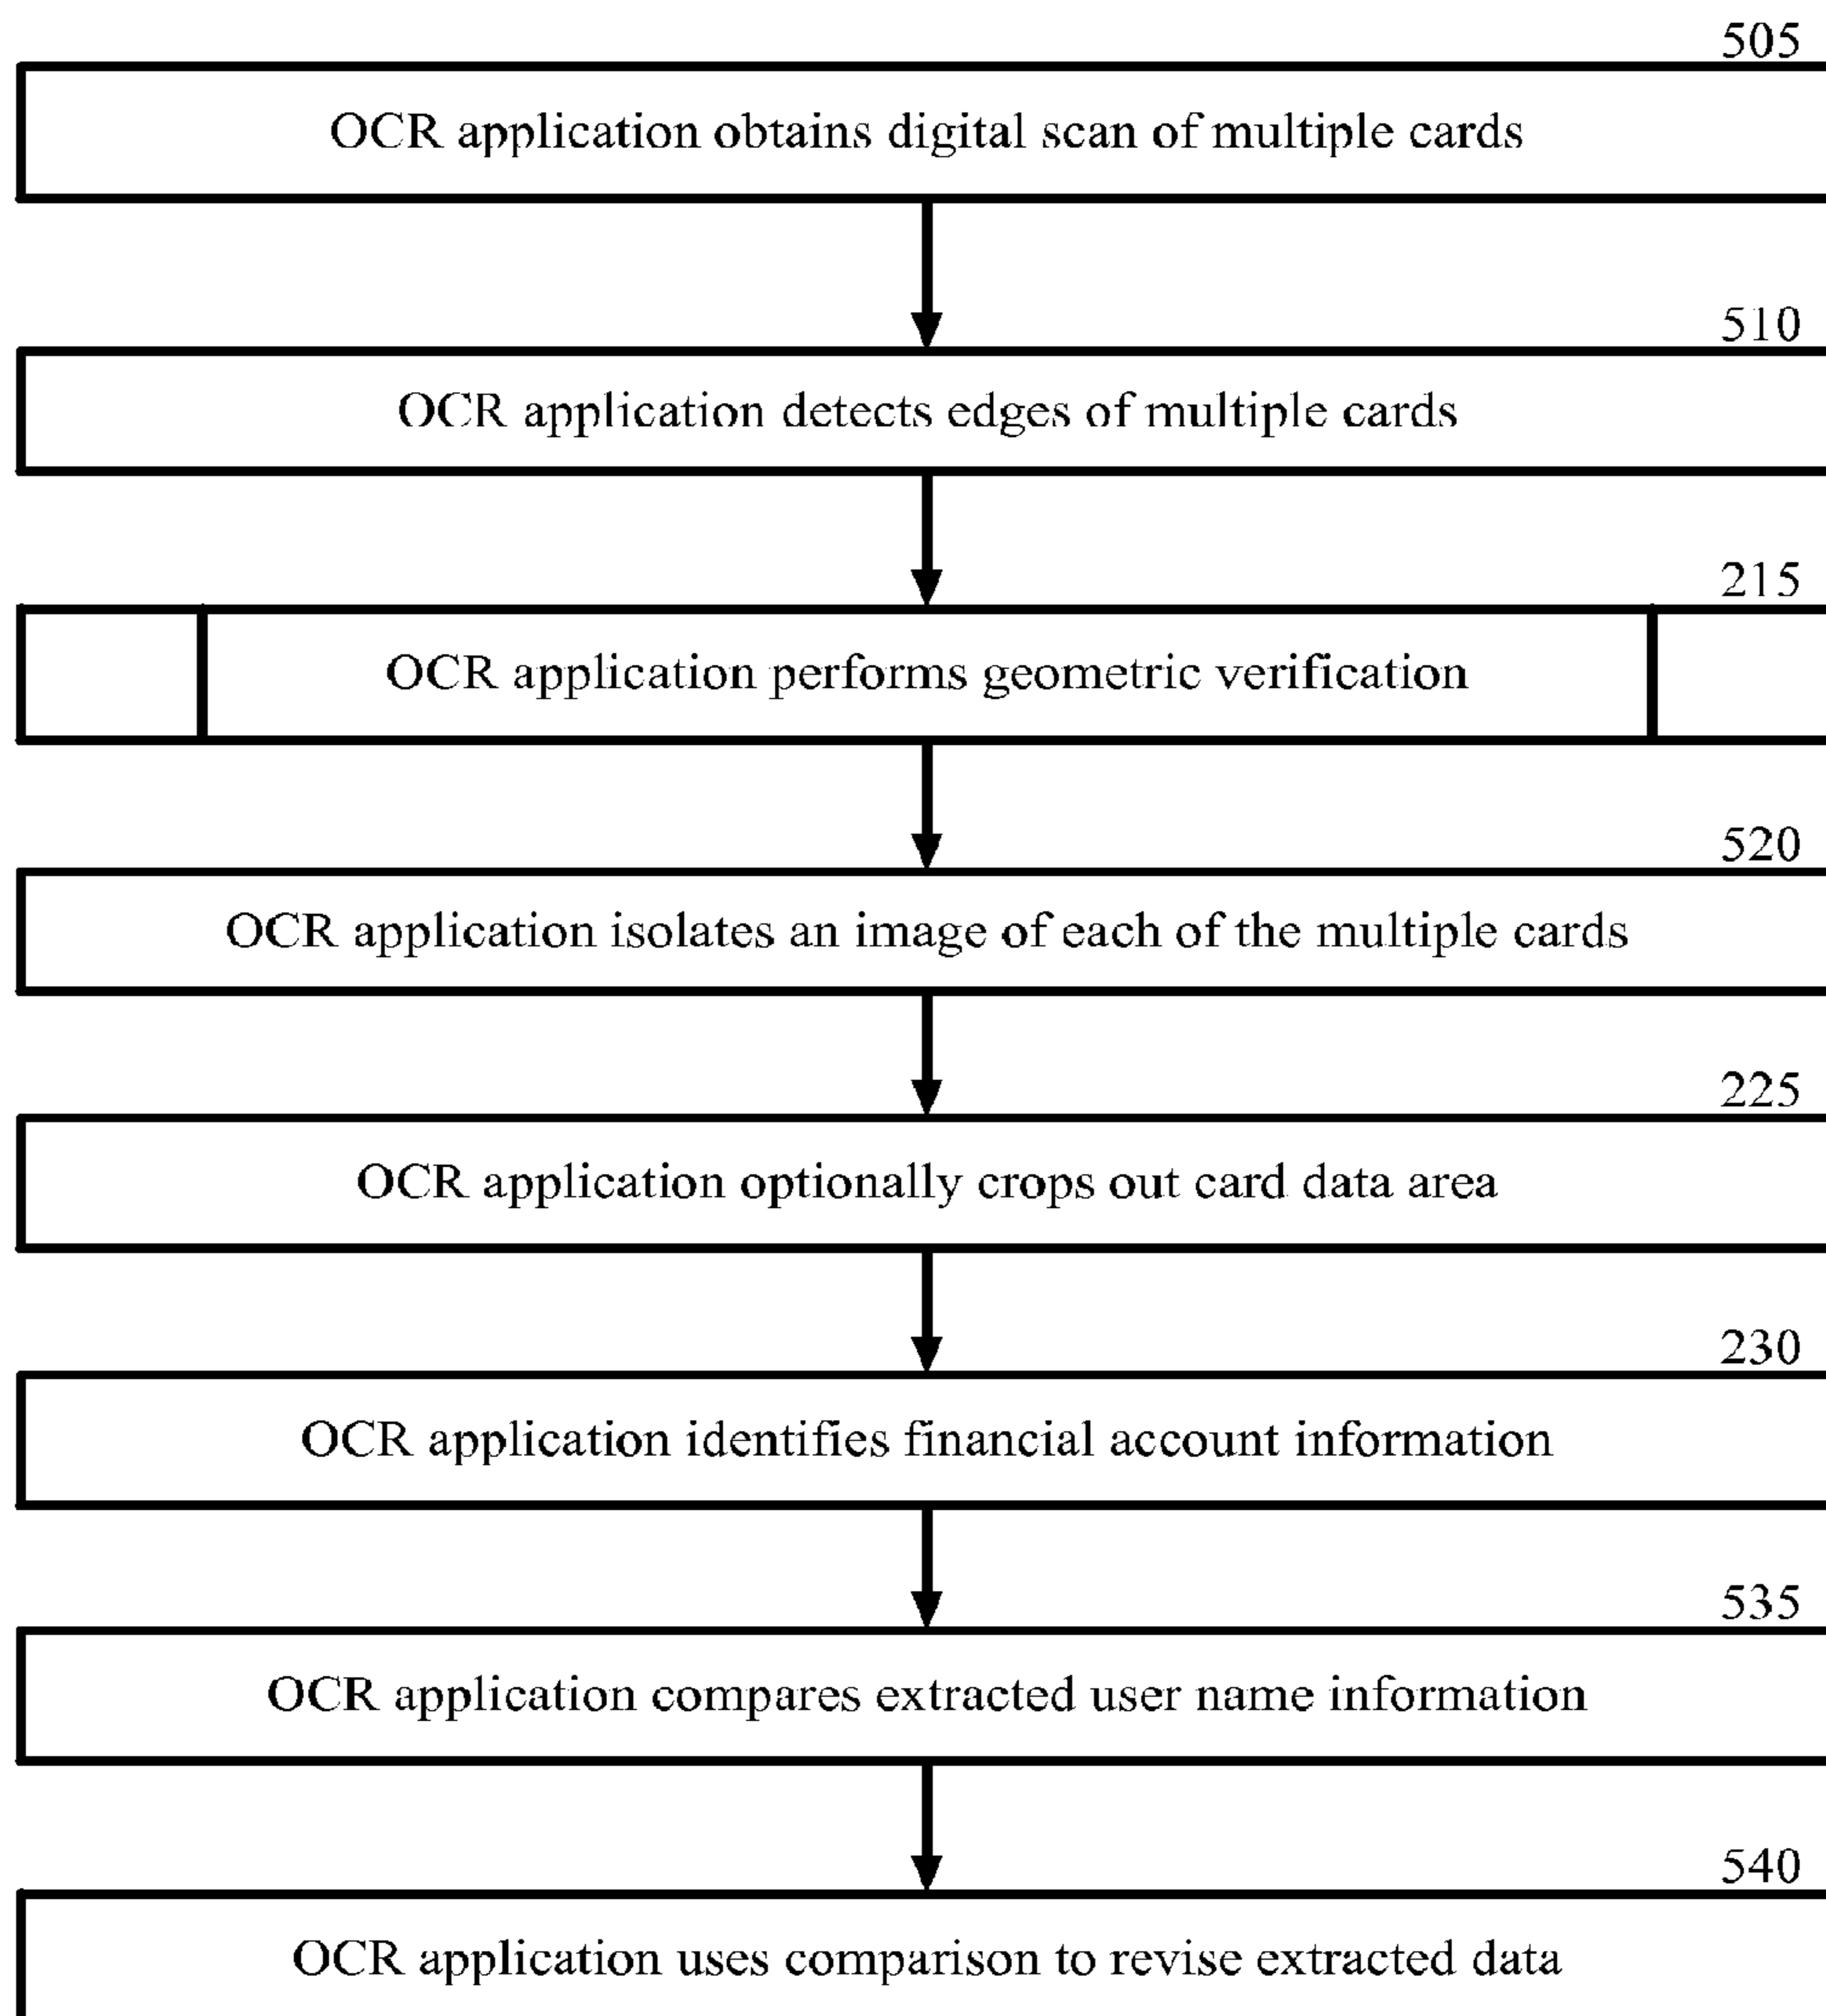 505
OCR application obtains digital scan of multiple cards
510
OCR application detects edges of multiple cards
215
OCR application performs geometric verification
520
OCR application isolates an image of each of the multiple cards
225
OCR application optionally crops out card data area
230
OCR application identifies financial account information
535
OCR application compares extracted user name information
540
OCR application uses comparison to revise extracted data